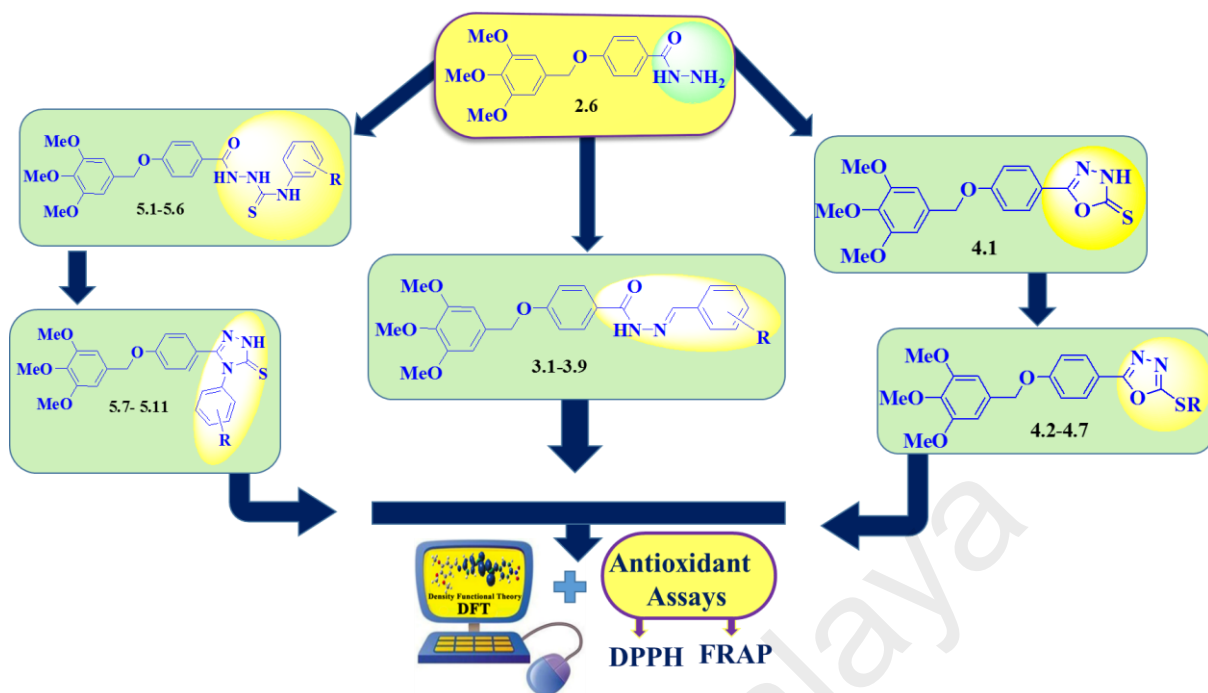 MeO
MeO
MeO
O
O
HN-NH2
2.6
MeO
MeO
MeO
O
O
HN-NH
S
NH
R
5.1-5.6
MeO
MeO
MeO
O
N-NH
O
S
4.1
MeO
MeO
MeO
O
O
HN-N
R
3.1-3.9
MeO
MeO
MeO
O
N-NH
N
S
R
5.7- 5.11
MeO
MeO
MeO
O
N-N
O
SR
4.2-4.7
Density Functional Theory
DFT
Antioxidant
Assays
DPPH FRAP
alaya